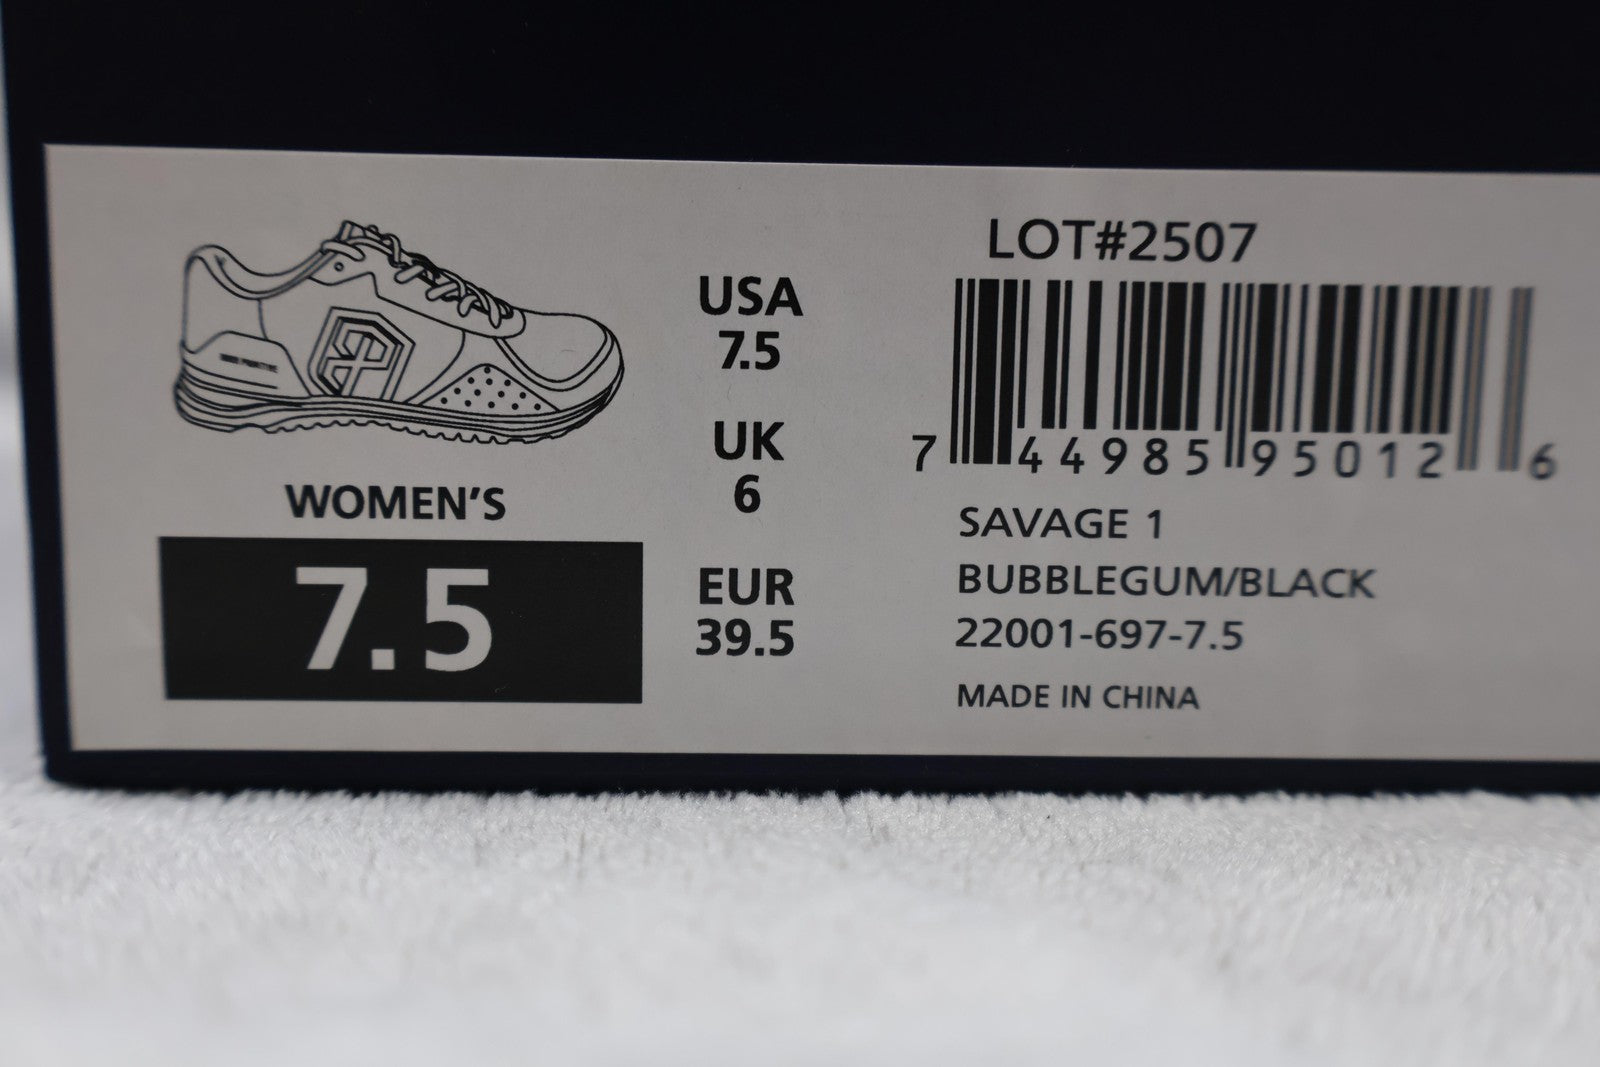 WOMEN'S
7.5
USA
7.5
UK
6
EUR
39.5
LOT#2507
7 44985 95012 6
SAVAGE 1
BUBBLEGUM/BLACK
22001-697-7.5
MADE IN CHINA